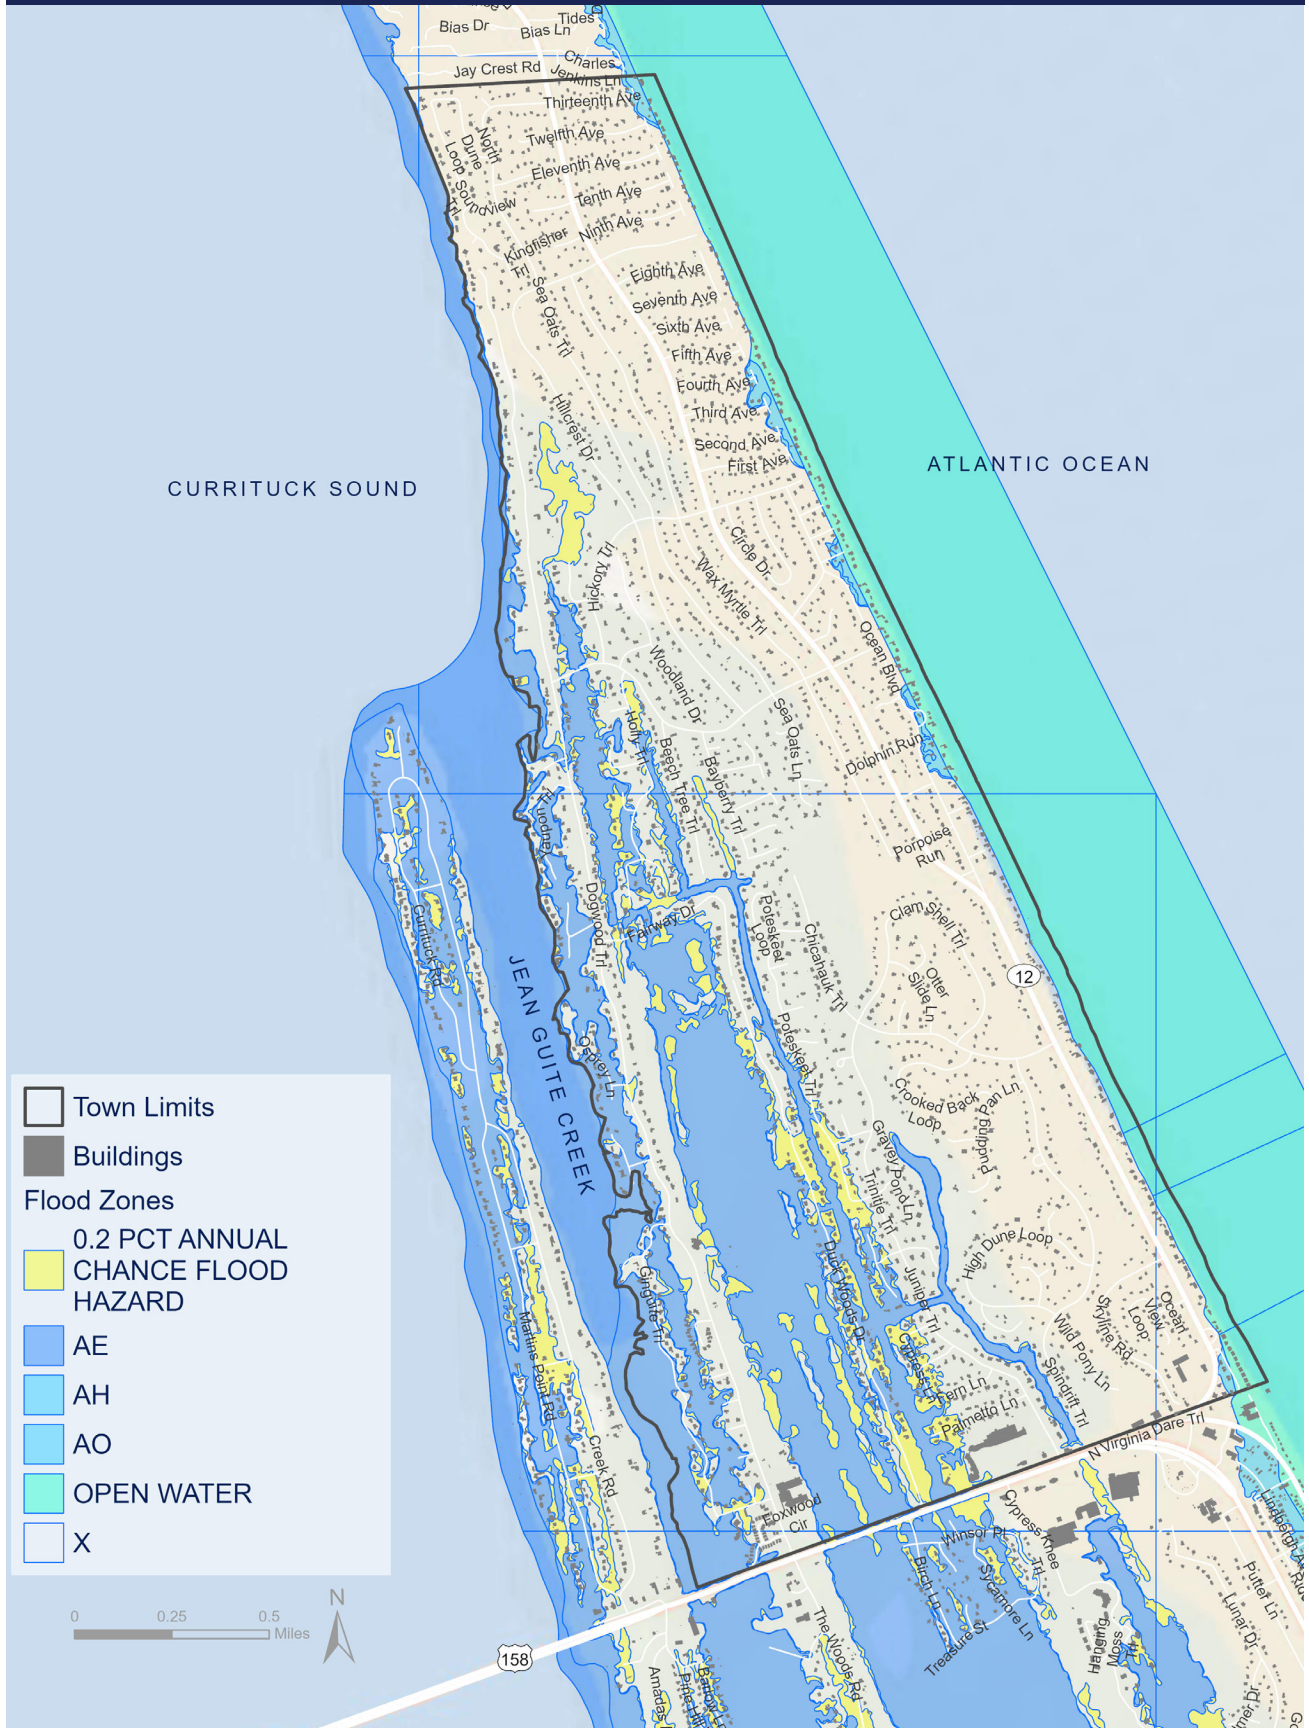 Tides
Bias Dr
Bias Ln
Charles
Jenkins Ln
Jay Crest Rd
Thirteenth Ave
Twelfth Ave
North
Dune
Loop
Eleventh Ave
Tenth Ave
Soundview
Trl
Ninth Ave
Kingfisher
Trl
Eighth Ave
Sea Oats Trl
Seventh Ave
Sixth Ave
Fifth Ave
Fourth Ave
Third Ave
Hillcrest Dr
Second Ave
First Ave
ATLANTIC OCEAN
CURRITUCK SOUND
Circle Dr
Hickory Trl
Wax Myrtle Trl
Ocean Blvd
Woodland Dr
Sea Oats Ln
Holly Trl
Beech Tree Trl
Bayberry Trl
Dolphin Run
Yaupon Trl
Porpoise
Run
Dogwood Trl
Fairway Dr
Poteskeet
Loop
Clam Shell Trl
Currituck Rd
Chicahauk Trl
Otter
Slide Ln
12
JEAN GUITE CREEK
Poteskeet Trl
Osprey Ln
Crooked Back
Loop
Pudding Pan Ln
Gravey Pond Ln
Trinitie Trl
Town Limits
Buildings
Flood Zones
0.2 PCT ANNUAL
CHANCE FLOOD
HAZARD
AE
AH
AO
OPEN WATER
X
High Dune Loop
Duck Woods Dr
Juniper Trl
Ginguite Trl
Ocean
View
Loop
Skyline Rd
Wild Pony Ln
Martins Point Rd
Cypress Ln
Fern Ln
Spindrift Trl
Palmetto Ln
N Virginia Dare Trl
Creek Rd
Foxwood
Cir
Cypress Knee
Trl
Winsor Pl
Lindbergh Ave
Birch Ln
Sycamore Ln
Putter Ln
Lunar Dr
Treasure St
Hanging
Moss
Trl
The Woods Rd
0
0.25
0.5
Miles
N
158
Barlow Ln